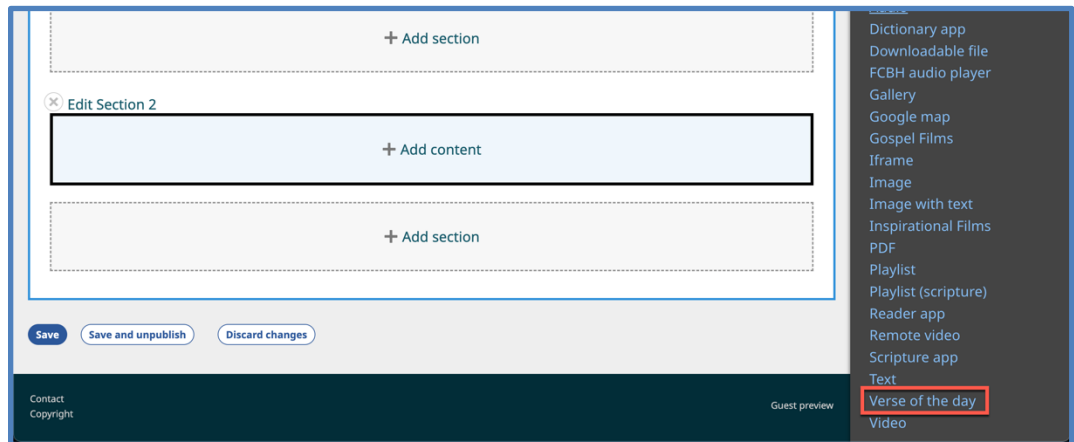 + Add section
Edit Section 2
+ Add content
+ Add section
Save
Save and unpublish
Discard changes
Contact
Copyright
Guest preview
Dictionary app
Downloadable file
FCBH audio player
Gallery
Google map
Gospel Films
Iframe
Image
Image with text
Inspirational Films
PDF
Playlist
Playlist (scripture)
Reader app
Remote video
Scripture app
Text
Verse of the day
Video